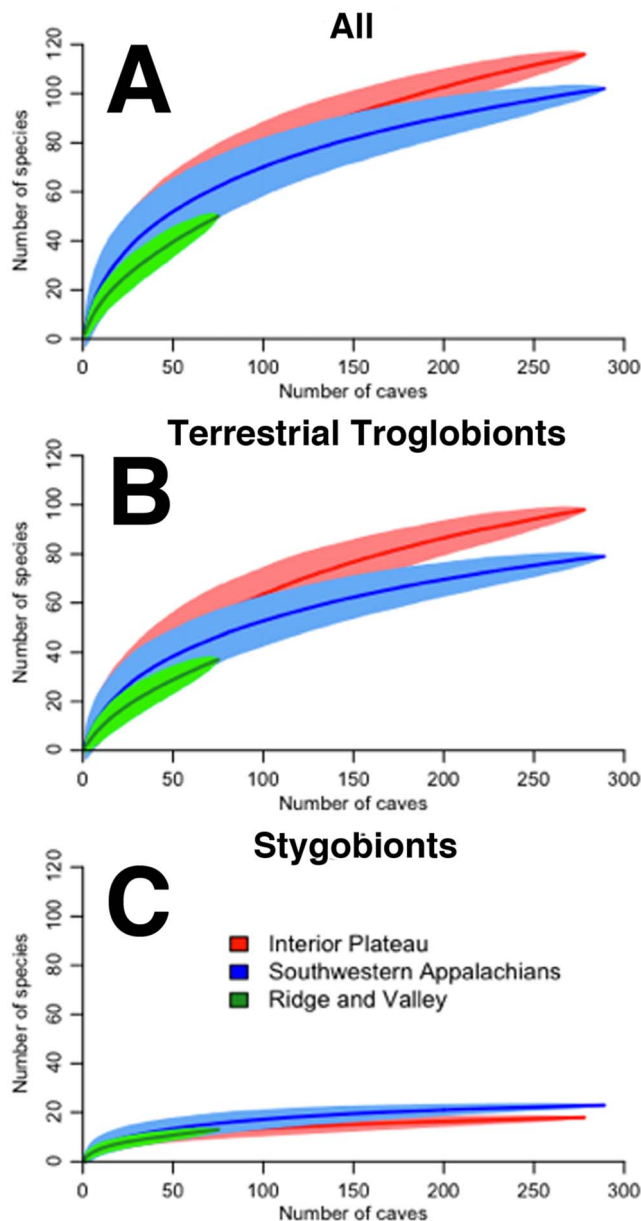 All
A
Number of species
120
100
80
60
40
20
0
0 50 100 150 200 250 300
Number of caves
Terrestrial Troglobionts
B
Number of species
120
100
80
60
40
20
0
0 50 100 150 200 250 300
Number of caves
Stygobionts
C
Number of species
120
100
80
60
40
20
0
Interior Plateau
Southwestern Appalachians
Ridge and Valley
0 50 100 150 200 250 300
Number of caves